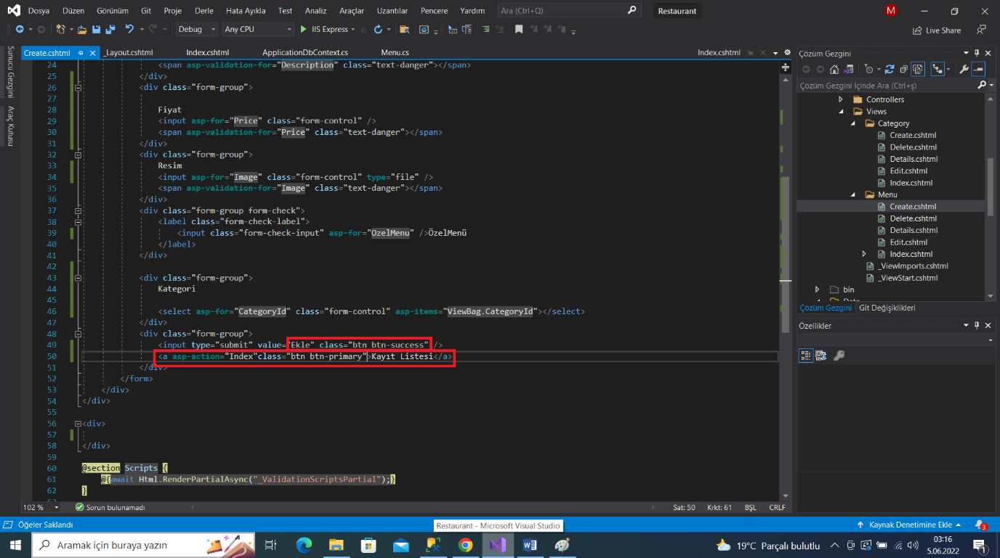 Dosya Düzen Görünüm Git Proje Derle Hata Ayıkla Test Analiz Araçlar Uzantılar Pencere Yardım Ara (Ctrl+Q) Restaurant M
Debug Any CPU IIS Express Live Share
Sunucu Gezgini
Araç Kutusu
Create.cshtml _Layout.cshtml Index.cshtml ApplicationDbContext.cs Menu.cs Index.cshtml
24 <span asp-validation-for="Description" class="text-danger"></span>
25 </div>
26 <div class="form-group">
27
28 Fiyat
29 <input asp-for="Price" class="form-control" />
30 <span asp-validation-for="Price" class="text-danger"></span>
31 </div>
32 <div class="form-group">
33 Resim
34 <input asp-for="Image" class="form-control" type="file" />
35 <span asp-validation-for="Image" class="text-danger"></span>
36 </div>
37 <div class="form-group form-check">
38 <label class="form-check-label">
39 <input class="form-check-input" asp-for="OzelMenu" />ÖzelMenü
40 </label>
41 </div>
42
43 <div class="form-group">
44 Kategori
45
46 <select asp-for="CategoryId" class="form-control" asp-items="ViewBag.CategoryId"></select>
47 </div>
48 <div class="form-group">
49 <input type="submit" value="Ekle" class="btn btn-success" />
50 <a asp-action="Index"class="btn btn-primary">Kayıt Listesi</a>
51 </div>
52 </form>
53 </div>
54 </div>
55
56 <div>
57
58 </div>
59
60 @section Scripts {
61 @{await Html.RenderPartialAsync("_ValidationScriptsPartial");}
62 }
102 % Sorun bulunamadı Sat: 50 Krkt: 61 BŞL CRLF
Çözüm Gezgini
Çözüm Gezgini İçinde Ara (Ctrl+ş)
Controllers
Views
Category
Create.cshtml
Delete.cshtml
Details.cshtml
Edit.cshtml
Index.cshtml
Menu
Create.cshtml
Delete.cshtml
Details.cshtml
Edit.cshtml
Index.cshtml
_ViewImports.cshtml
_ViewStart.cshtml
bin
Çözüm Gezgini Git Değişiklikleri
Özellikler
Öğeler Saklandı Restaurant - Microsoft Visual Studio Kaynak Denetimine Ekle 3
Aramak için buraya yazın 19°C Parçalı bulutlu 03:16
5.06.2022 1